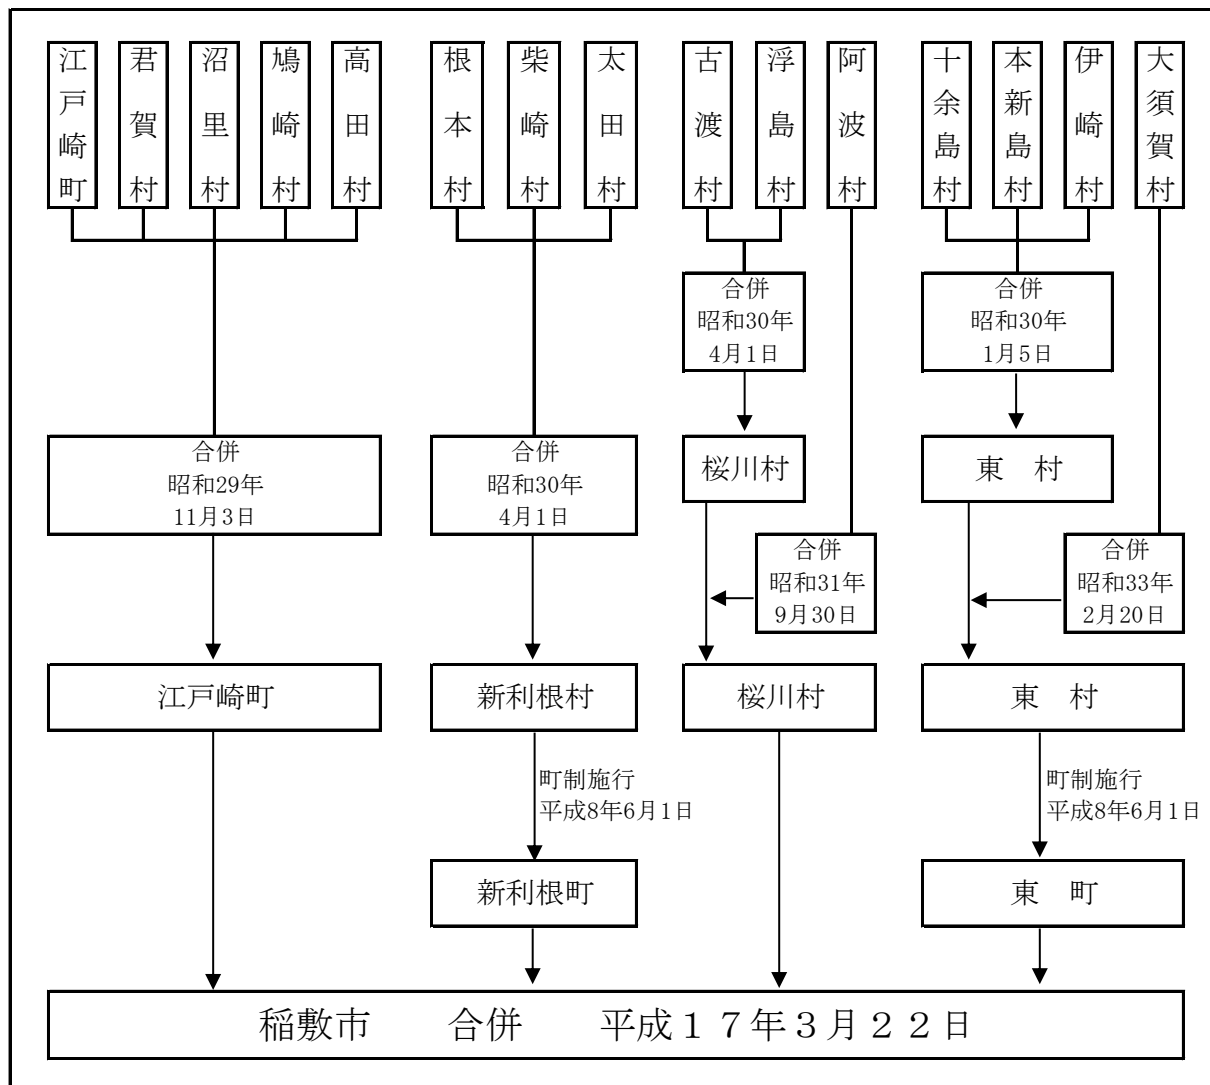 江戸崎町
君賀村
沼里村
鳩崎村
高田村
根本村
柴崎村
太田村
古渡村
浮島村
阿波村
十余島村
本新島村
伊崎村
大須賀村
合併
昭和30年
4月1日
合併
昭和30年
1月5日
合併
昭和29年
11月3日
合併
昭和30年
4月1日
桜川村
東 村
合併
昭和31年
9月30日
合併
昭和33年
2月20日
江戸崎町
新利根村
桜川村
東 村
町制施行
平成8年6月1日
町制施行
平成8年6月1日
新利根町
東 町
稲敷市 合併 平成１７年３月２２日